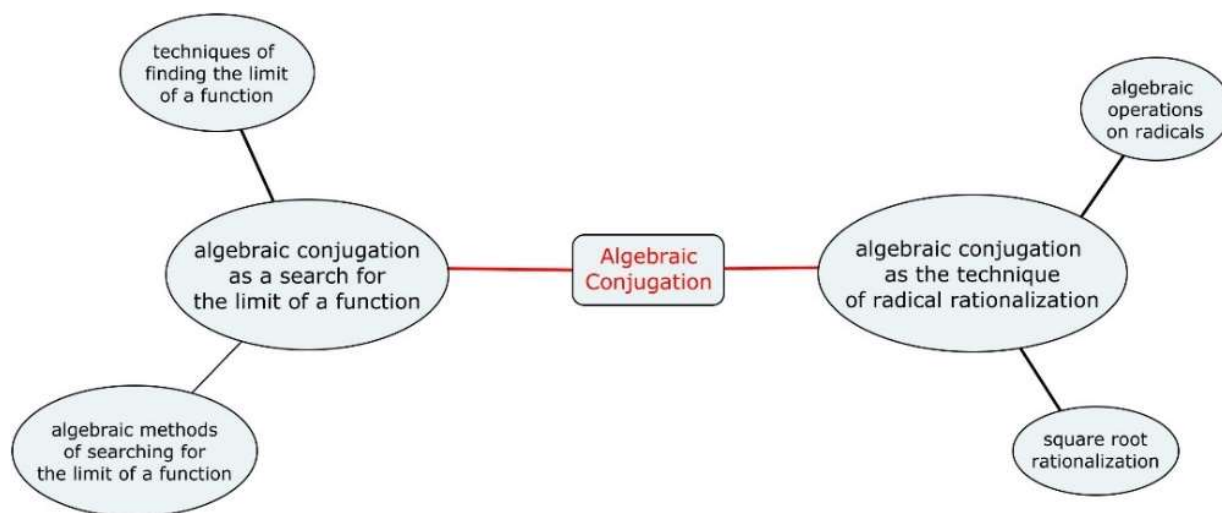 techniques of
finding the limit
of a function
algebraic
operations
on radicals
algebraic conjugation
as a search for
the limit of a function
Algebraic
Conjugation
algebraic conjugation
as the technique
of radical rationalization
algebraic methods
of searching for
the limit of a function
square root
rationalization